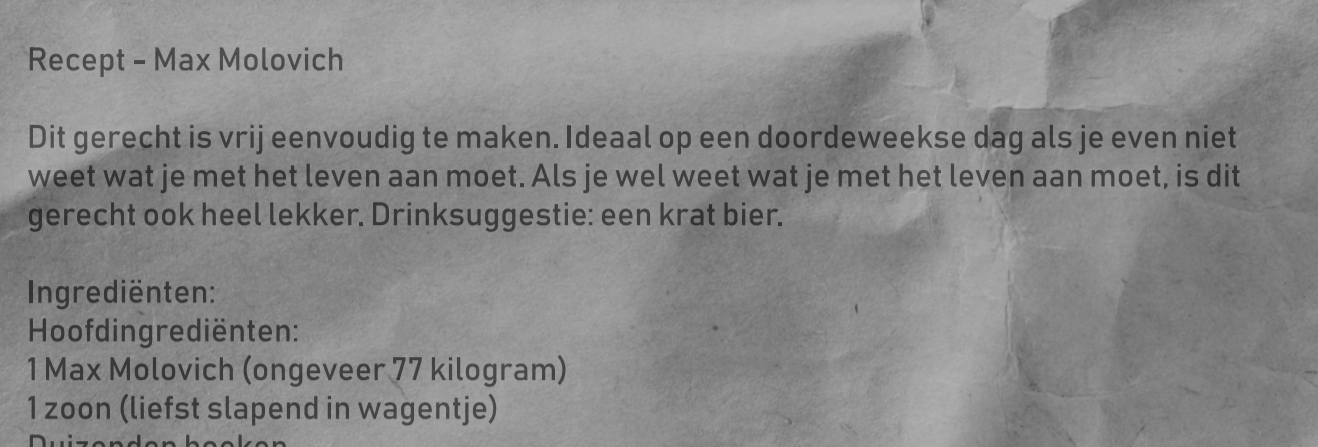 Recept - Max Molovich
Dit gerecht is vrij eenvoudig te maken. Ideaal op een doordeweekse dag als je even niet
weet wat je met het leven aan moet. Als je wel weet wat je met het leven aan moet, is dit
gerecht ook heel lekker. Drinksuggestie: een krat bier.
Ingrediënten:
Hoofdingrediënten:
1 Max Molovich (ongeveer 77 kilogram)
1 zoon (liefst slapend in wagentje)
Duizenden boeken